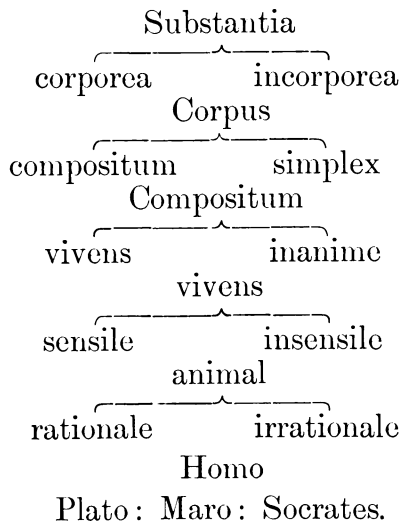 Substantia
corporea incorporea
Corpus
compositum simplex
Compositum
vivens inanime
vivens
sensile insensile
animal
rationale irrationale
Homo
Plato: Maro: Socrates.